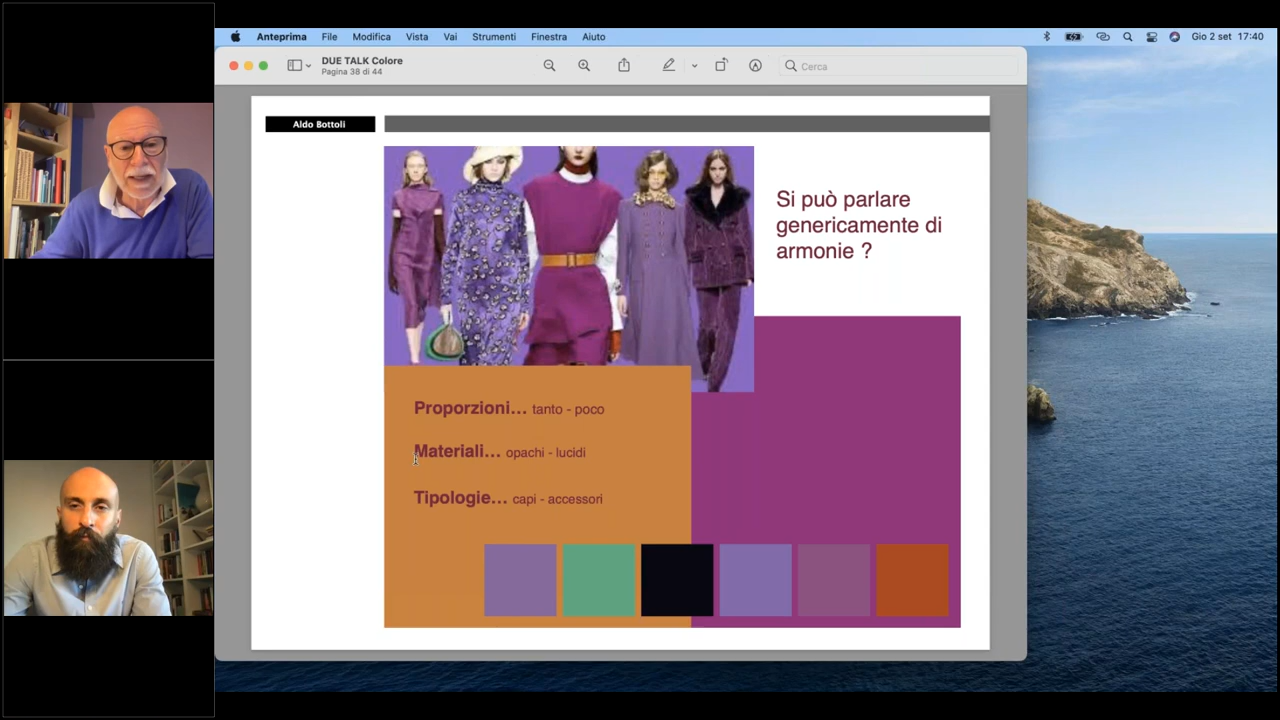 Anteprima File Modifica Vista Vai Strumenti Finestra Aiuto Gio 2 set 17:40
DUE TALK Colore
Pagina 38 di 44
Cerca
Aldo Bottoli
Si può parlare
genericamente di
armonie ?
Proporzioni... tanto - poco
Materiali... opachi - lucidi
Tipologie... capi - accessori